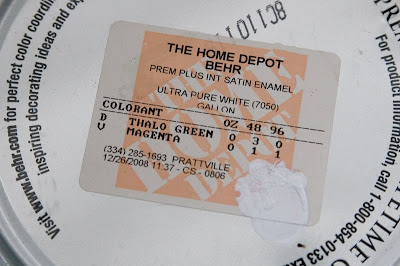 THE HOME DEPOT
BEHR
PREM PLUS INT SATIN ENAMEL
ULTRA PURE WHITE (7050)
GALLON
COLORANT OZ 48 96
D THALO GREEN 0 3 0
V MAGENTA 0 1 1
(334) 285-1693 PRATTVILLE
12/26/2008 11:37 - CS - 0806
THE
HOME
DEPOT
Visit www.Behr.com for perfect color
inspiring decorating ideas and
For product information,
call 1-800-854-0133